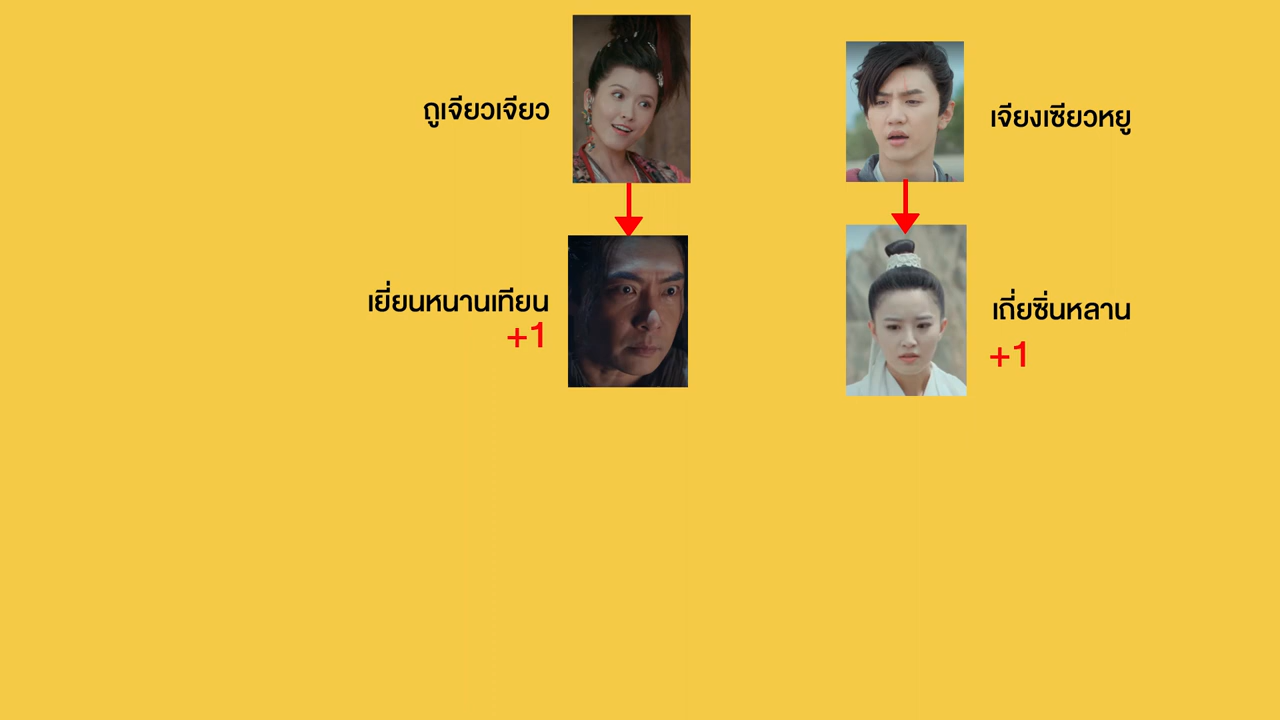 ถูเจียวเจียว
เจียงเซียวหยู
เยี่ยนหนานเทียน
+1
เถี่ยซิ่นหลาน
+1